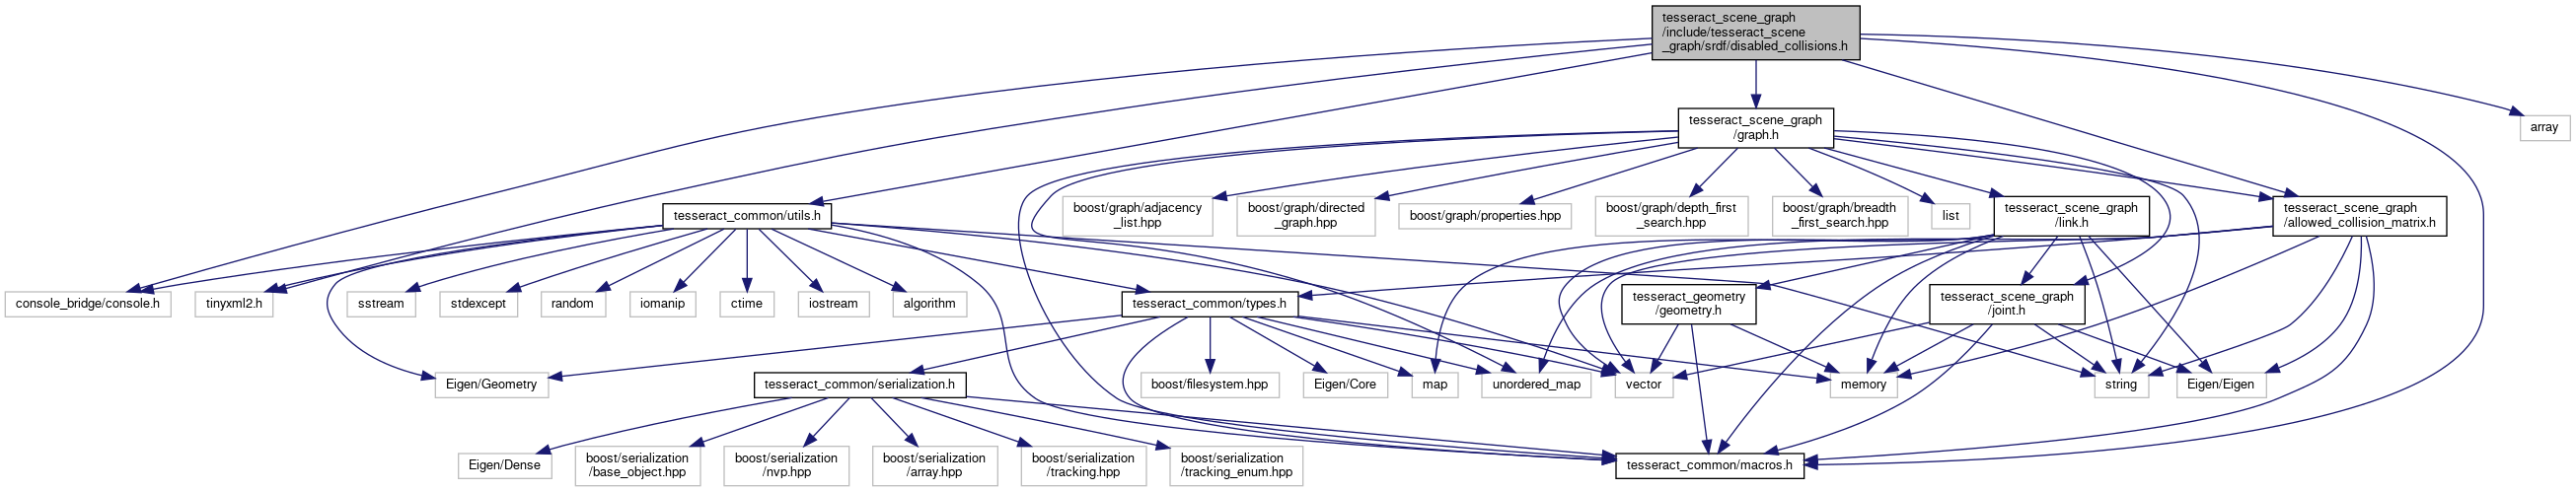 tesseract_scene_graph
/include/tesseract_scene
_graph/srdf/disabled_collisions.h
tesseract_scene_graph
/graph.h
array
boost/graph/adjacency
_list.hpp
boost/graph/directed
_graph.hpp
boost/graph/properties.hpp
boost/graph/depth_first
_search.hpp
boost/graph/breadth
_first_search.hpp
list
tesseract_scene_graph
/link.h
tesseract_scene_graph
/allowed_collision_matrix.h
tesseract_common/utils.h
console_bridge/console.h
tinyxml2.h
sstream
stdexcept
random
iomanip
ctime
iostream
algorithm
tesseract_common/types.h
tesseract_geometry
/geometry.h
tesseract_scene_graph
/joint.h
Eigen/Geometry
tesseract_common/serialization.h
boost/filesystem.hpp
Eigen/Core
map
unordered_map
vector
memory
string
Eigen/Eigen
Eigen/Dense
boost/serialization
/base_object.hpp
boost/serialization
/nvp.hpp
boost/serialization
/array.hpp
boost/serialization
/tracking.hpp
boost/serialization
/tracking_enum.hpp
tesseract_common/macros.h